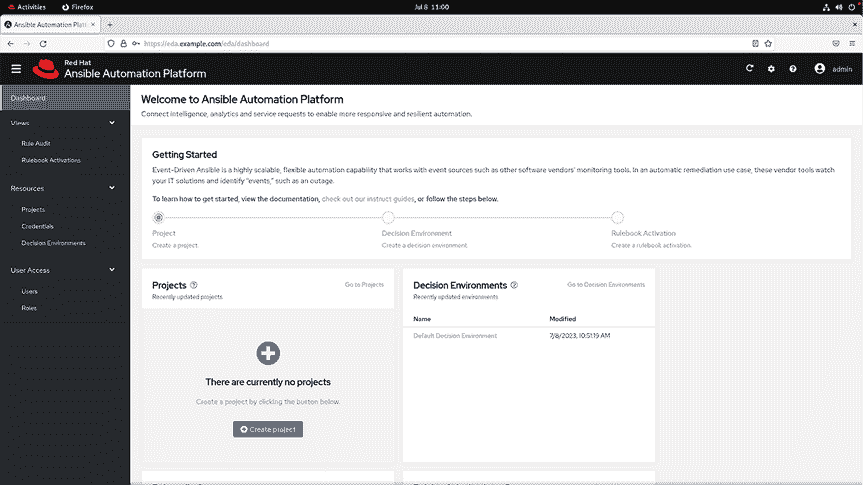 Activities
Firefox
Jul 8 11:00
Ansible Automation Plat
https://eda.example.com/eda/dashboard
Red Hat
Ansible Automation Platform
admin
Dashboard
Views
Rule Audit
Rulebook Activations
Resources
Projects
Credentials
Decision Environments
User Access
Users
Roles
Welcome to Ansible Automation Platform
Connect intelligence, analytics and service requests to enable more responsive and resilient automation.
Getting Started
Event-Driven Ansible is a highly scalable, flexible automation capability that works with event sources such as other software vendors' monitoring tools. In an automatic remediation use case, these vendor tools watch
your IT solutions and identify "events," such as an outage.
To learn how to get started, view the documentation, check out our instruct guides, or follow the steps below.
Project
Create a project.
Decision Environment
Create a decision environment.
Rulebook Activation
Create a rulebook activation.
Projects
Go to Projects
Recently updated projects
There are currently no projects
Create a project by clicking the button below.
Create project
Decision Environments
Go to Decision Environments
Recently updated environments
Name
Modified
Default Decision Environment
7/8/2023, 10:51:19 AM